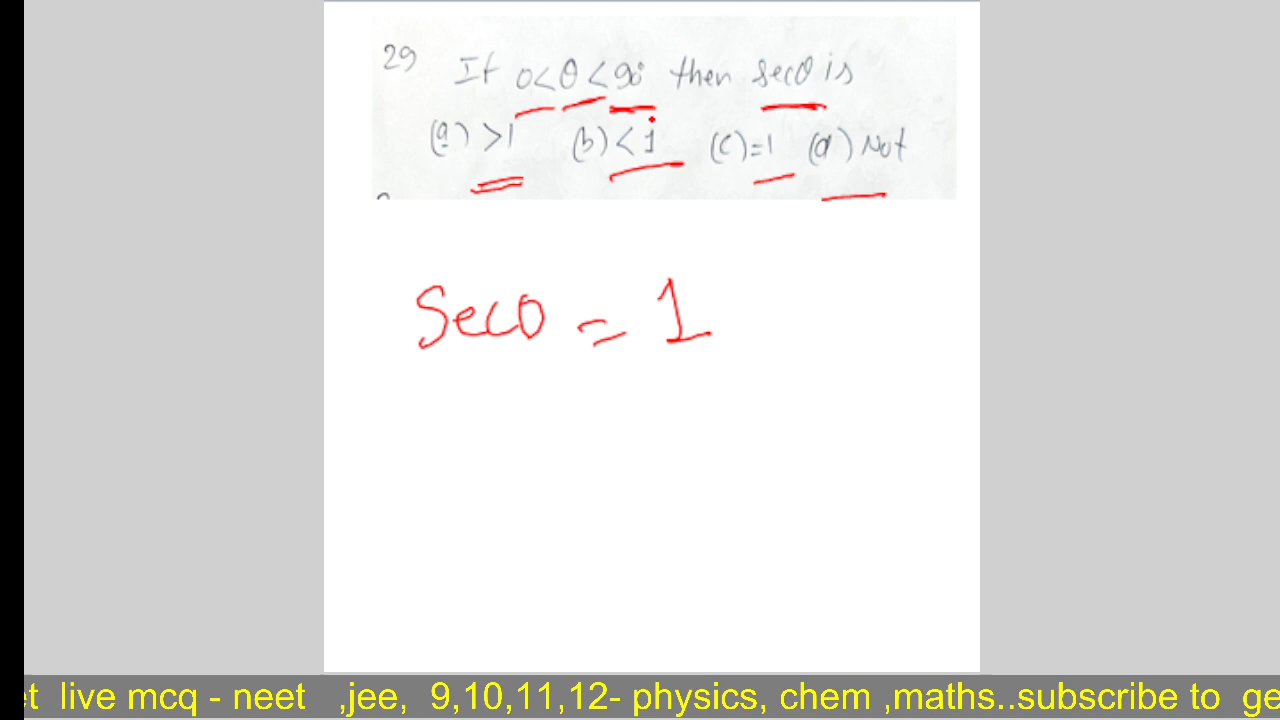 29 If 0<θ<90° then secθ is
(a) >1 (b) <1 (c) =1 (d) Not
Secθ = 1
et live mcq - neet ,jee, 9,10,11,12- physics, chem ,maths..subscribe to ge